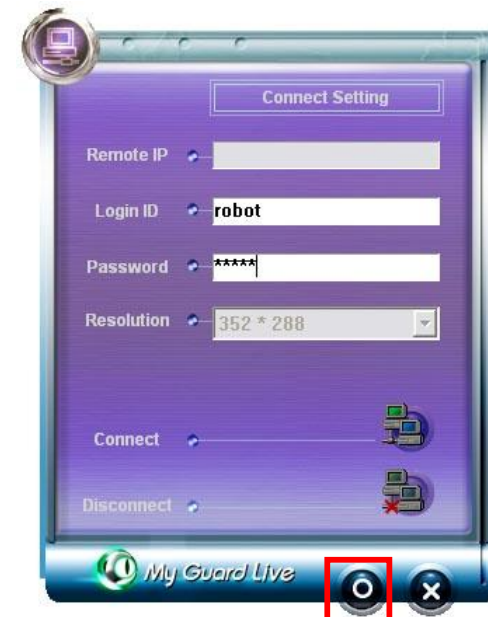 Connect Setting
Remote IP
Login ID robot
Password *****
Resolution 352 * 288
Connect
Disconnect
My Guard Live